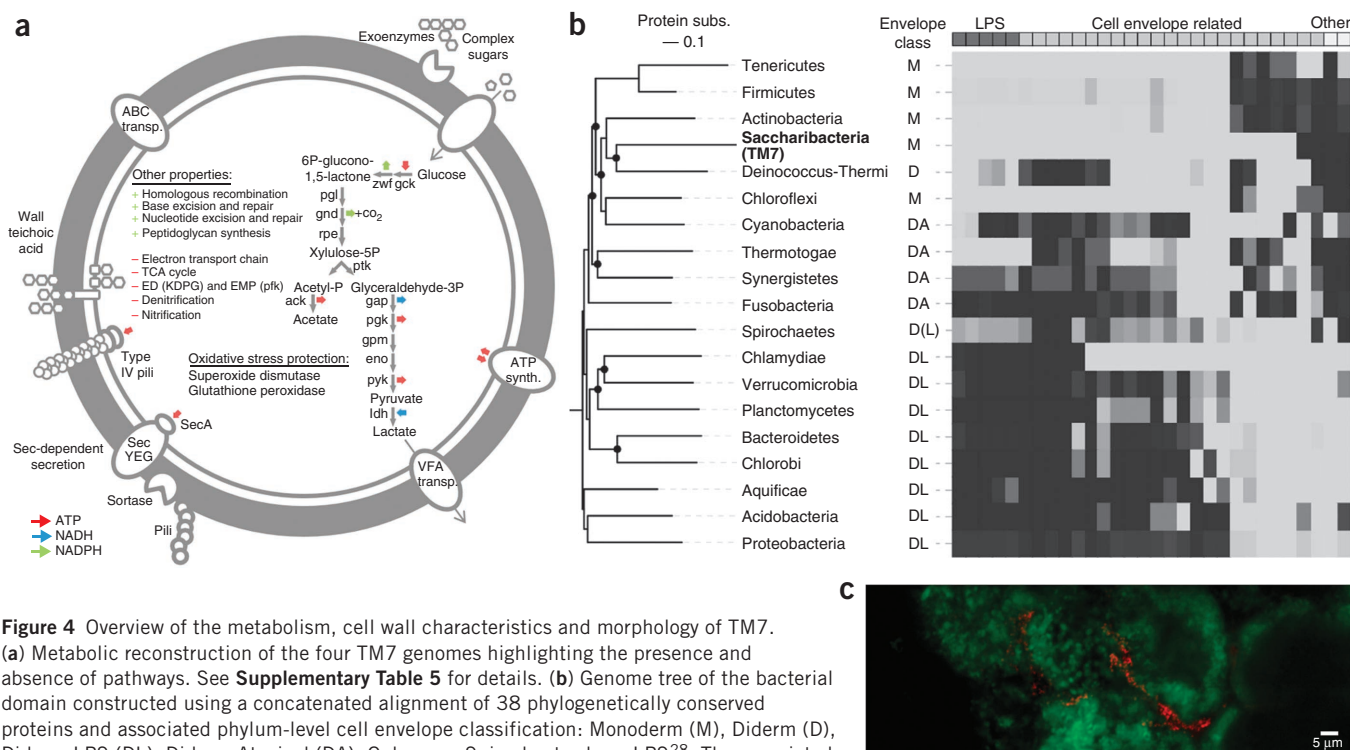 a
Exoenzymes
Complex
sugars
ABC
transp.
6P-glucono-
1,5-lactone
zwf gck
Glucose
Other properties:
+ Homologous recombination
+ Base excision and repair
+ Nucleotide excision and repair
+ Peptidoglycan synthesis
− Electron transport chain
− TCA cycle
− ED (KDPG) and EMP (pfk)
− Denitrification
− Nitrification
pgl
gnd
+co2
rpe
Xylulose-5P
ptk
Acetyl-P
Glyceraldehyde-3P
ack
Acetate
gap
pgk
gpm
eno
pyk
Pyruvate
ldh
Lactate
Wall
teichoic
acid
Type
IV pili
Oxidative stress protection:
Superoxide dismutase
Glutathione peroxidase
ATP
synth.
SecA
Sec
YEG
Sec-dependent
secretion
Sortase
Pili
VFA
transp.
ATP
NADH
NADPH
b
Protein subs.
0.1
Envelope
class
LPS
Cell envelope related
Other
Tenericutes M
Firmicutes M
Actinobacteria M
Saccharibacteria
(TM7) M
Deinococcus-Thermi D
Chloroflexi M
Cyanobacteria DA
Thermotogae DA
Synergistetes DA
Fusobacteria DA
Spirochaetes D(L)
Chlamydiae DL
Verrucomicrobia DL
Planctomycetes DL
Bacteroidetes DL
Chlorobi DL
Aquificae DL
Acidobacteria DL
Proteobacteria DL
c
5 µm
Figure 4 Overview of the metabolism, cell wall characteristics and morphology of TM7.
(a) Metabolic reconstruction of the four TM7 genomes highlighting the presence and
absence of pathways. See Supplementary Table 5 for details. (b) Genome tree of the bacterial
domain constructed using a concatenated alignment of 38 phylogenetically conserved
proteins and associated phylum-level cell envelope classification: Monoderm (M), Diderm (D),